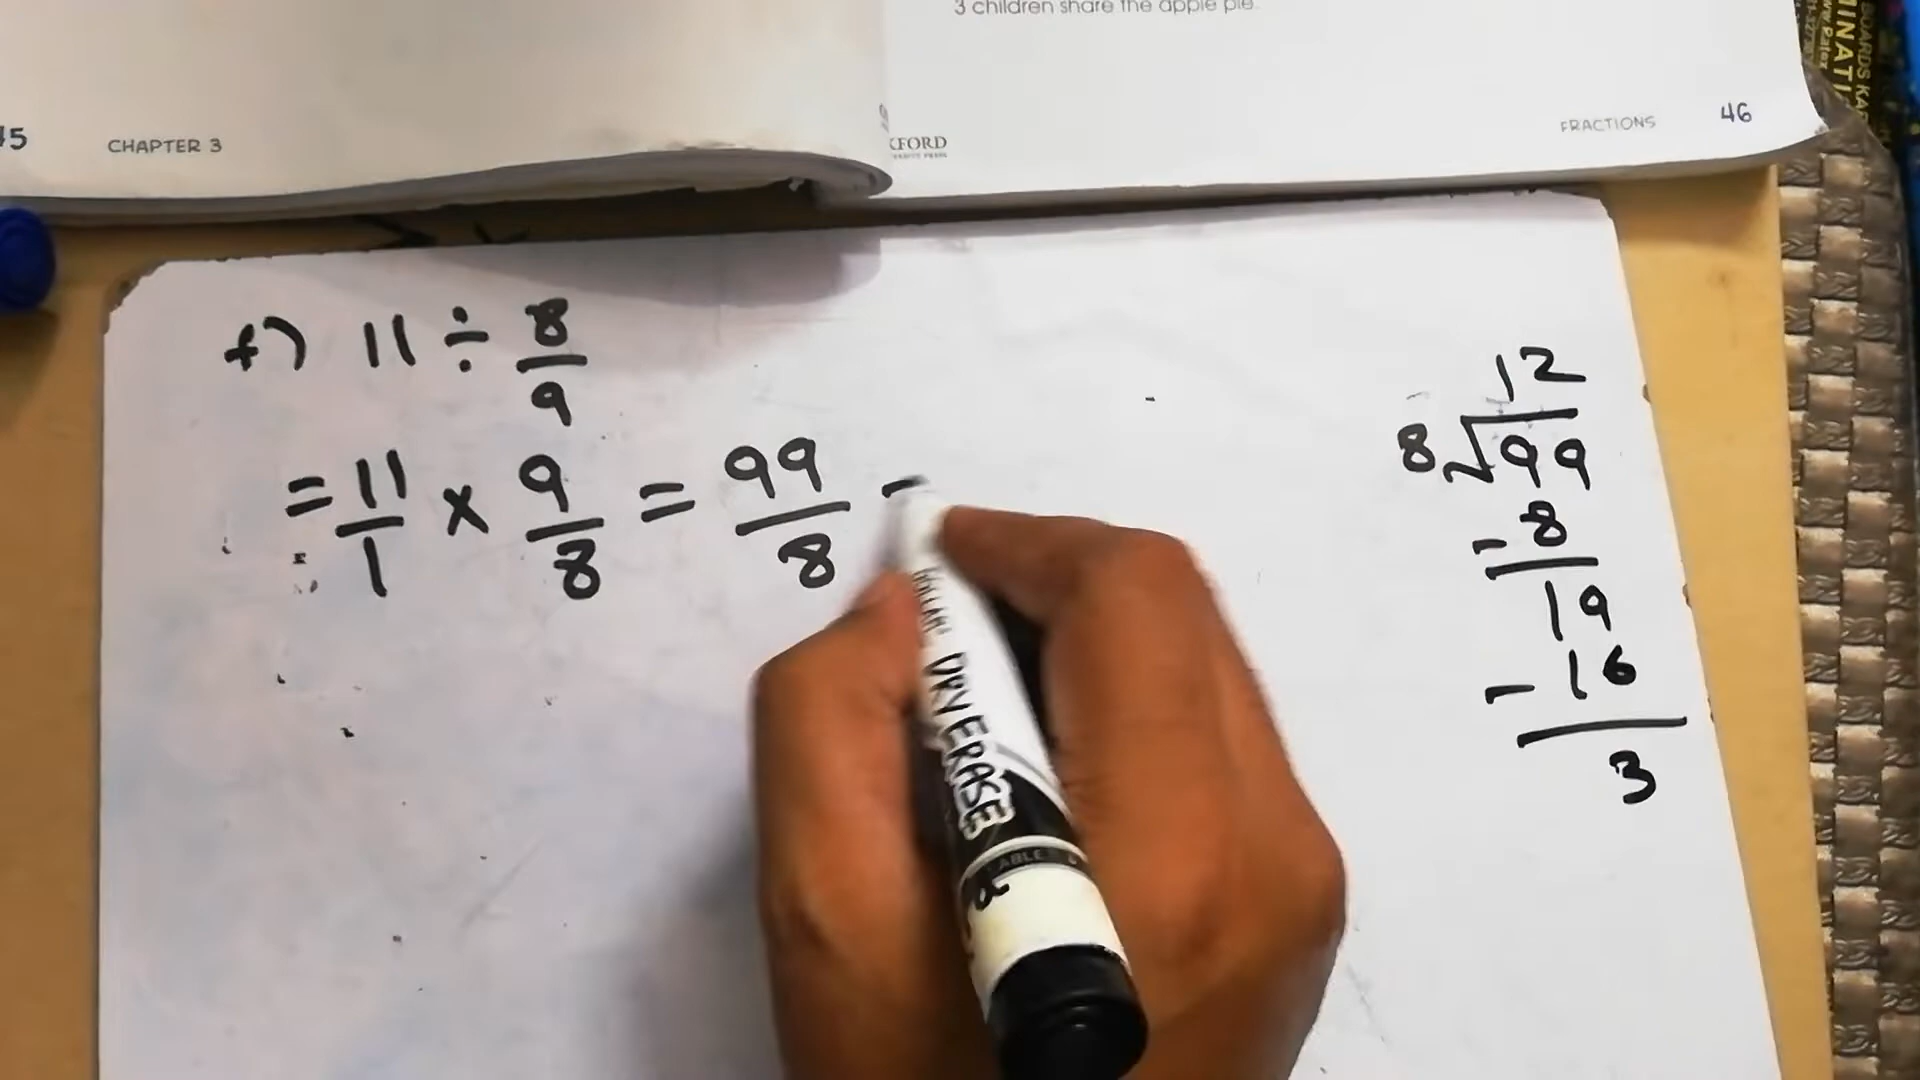 3 children share the apple pie.
45 CHAPTER 3
FRACTIONS 46
f) 11 ÷ 8/9
= 11/1 × 9/8 = 99/8 =
12
8√99
- 8
19
- 16
3
DRY ERASE